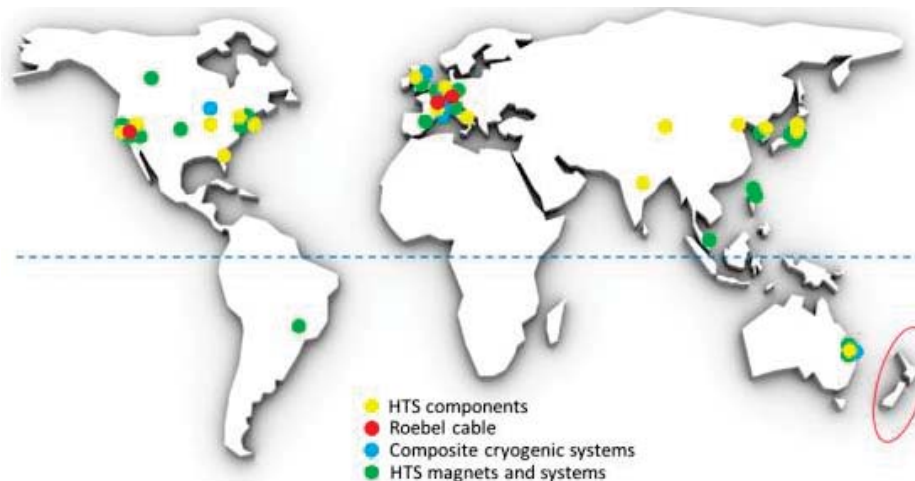 HTS components
Roebel cable
Composite cryogenic systems
HTS magnets and systems